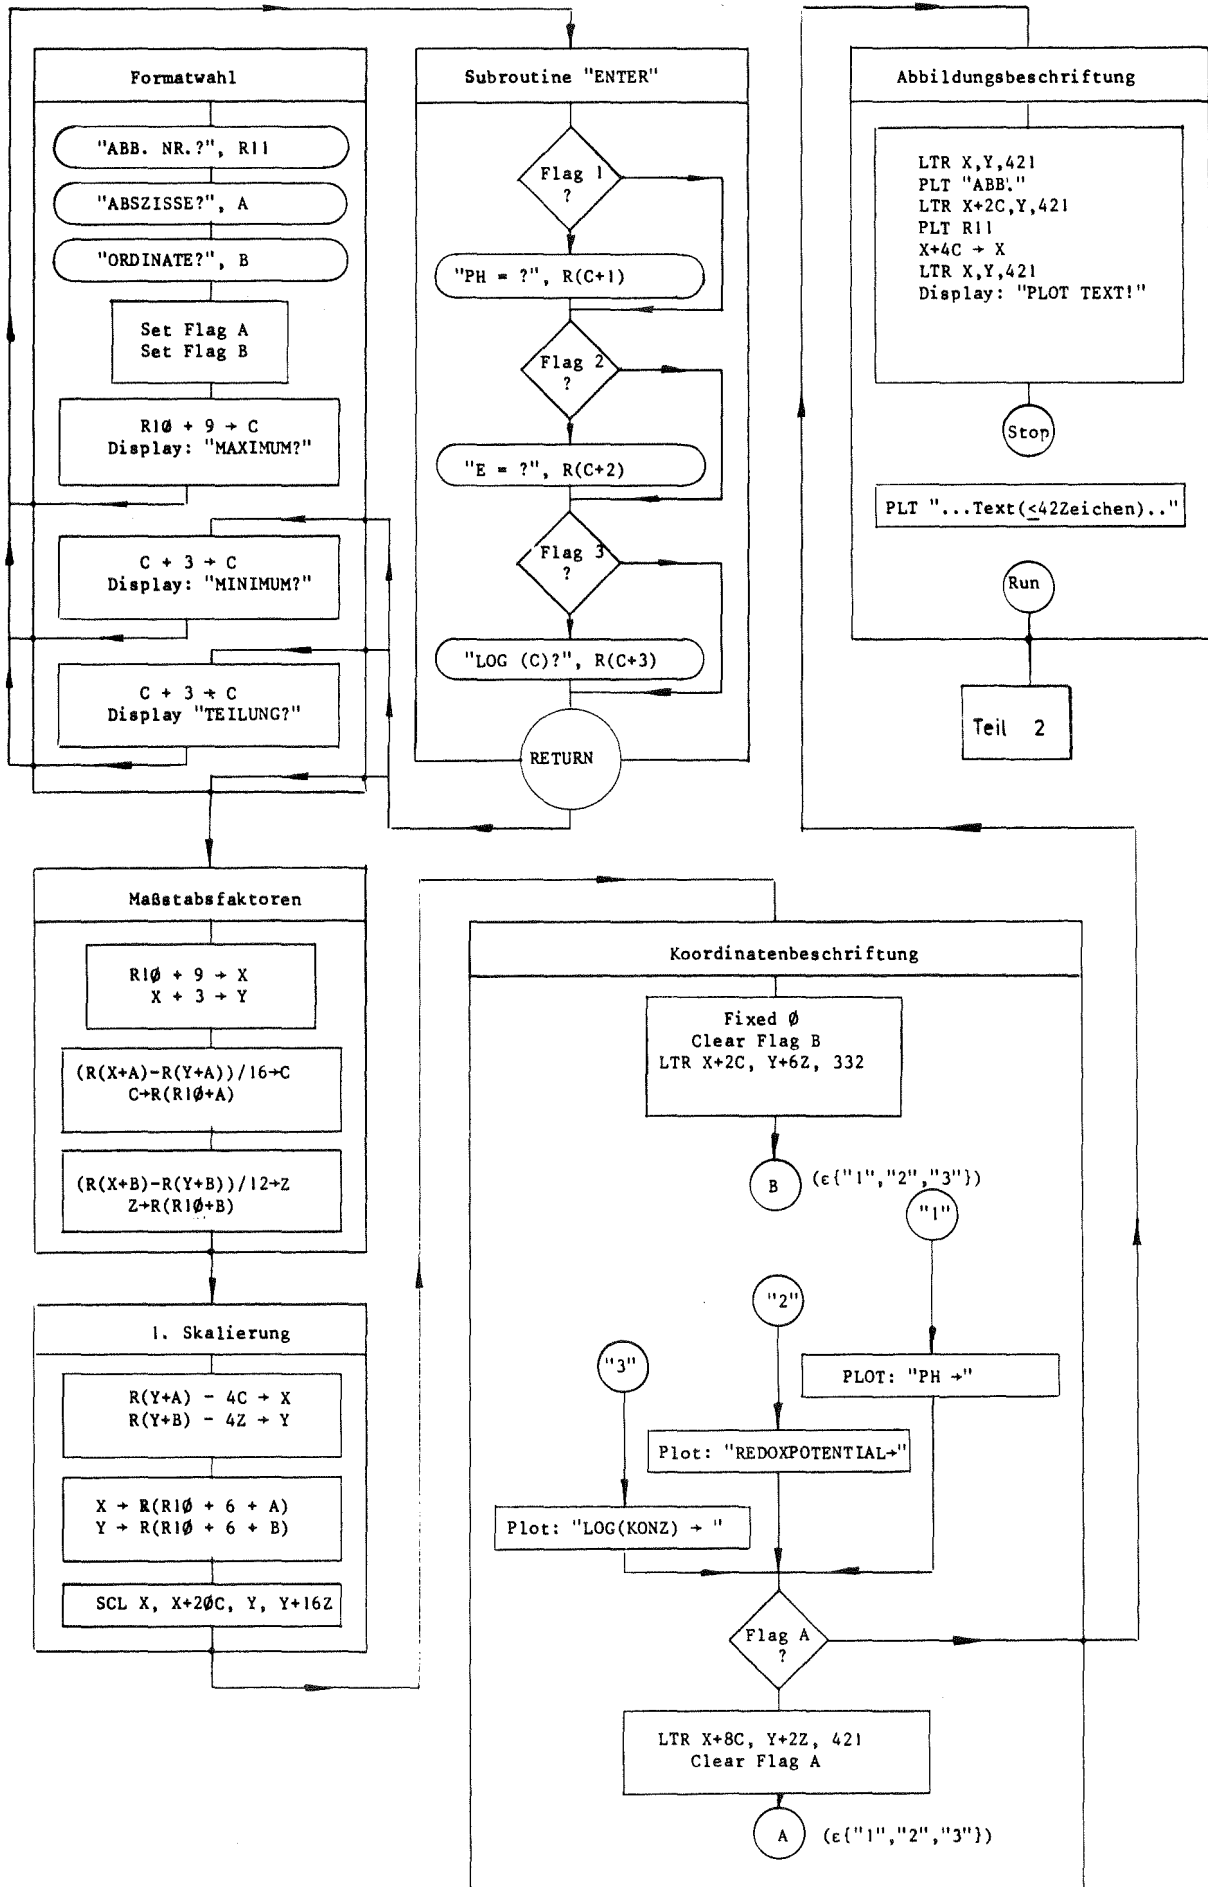 Formatwahl
"ABB. NR.?", R11
"ABSZISSE?", A
"ORDINATE?", B
Set Flag A
Set Flag B
R1Ø + 9 → C
Display: "MAXIMUM?"
C + 3 → C
Display: "MINIMUM?"
C + 3 → C
Display "TEILUNG?"
Subroutine "ENTER"
Flag 1
?
"PH = ?", R(C+1)
Flag 2
?
"E = ?", R(C+2)
Flag 3
?
"LOG (C)?", R(C+3)
RETURN
Abbildungsbeschriftung
LTR X,Y,421
PLT "ABB."
LTR X+2C,Y,421
PLT R11
X+4C → X
LTR X,Y,421
Display: "PLOT TEXT!"
Stop
PLT "...Text(≤42Zeichen).."
Run
Teil 2
Maßstabsfaktoren
R1Ø + 9 → X
X + 3 → Y
(R(X+A)-R(Y+A))/16→C
C→R(R1Ø+A)
(R(X+B)-R(Y+B))/12→Z
Z→R(R1Ø+B)
1. Skalierung
R(Y+A) - 4C → X
R(Y+B) - 4Z → Y
X → R(R1Ø + 6 + A)
Y → R(R1Ø + 6 + B)
SCL X, X+2ØC, Y, Y+16Z
Koordinatenbeschriftung
Fixed Ø
Clear Flag B
LTR X+2C, Y+6Z, 332
B (ε{"1","2","3"})
"1"
"2"
"3"
PLOT: "PH →"
Plot: "REDOXPOTENTIAL→"
Plot: "LOG(KONZ) → "
Flag A
?
LTR X+8C, Y+2Z, 421
Clear Flag A
A (ε{"1","2","3"})